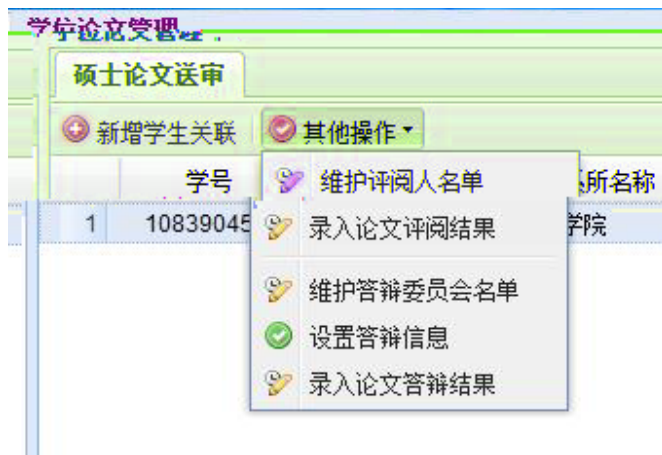 学位论文管理
硕士论文送审
新增学生关联 其他操作
学号 所名称
维护评阅人名单
1 10839045 学院
录入论文评阅结果
维护答辩委员会名单
设置答辩信息
录入论文答辩结果